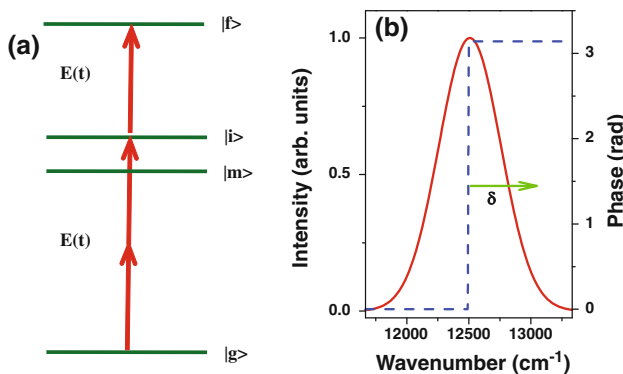 (a)
|f>
E(t)
|i>
|m>
E(t)
|g>
(b)
1.0
0.5
0.0
Intensity (arb. units)
δ
3
2
1
0
Phase (rad)
12000 12500 13000
Wavenumber (cm⁻¹)